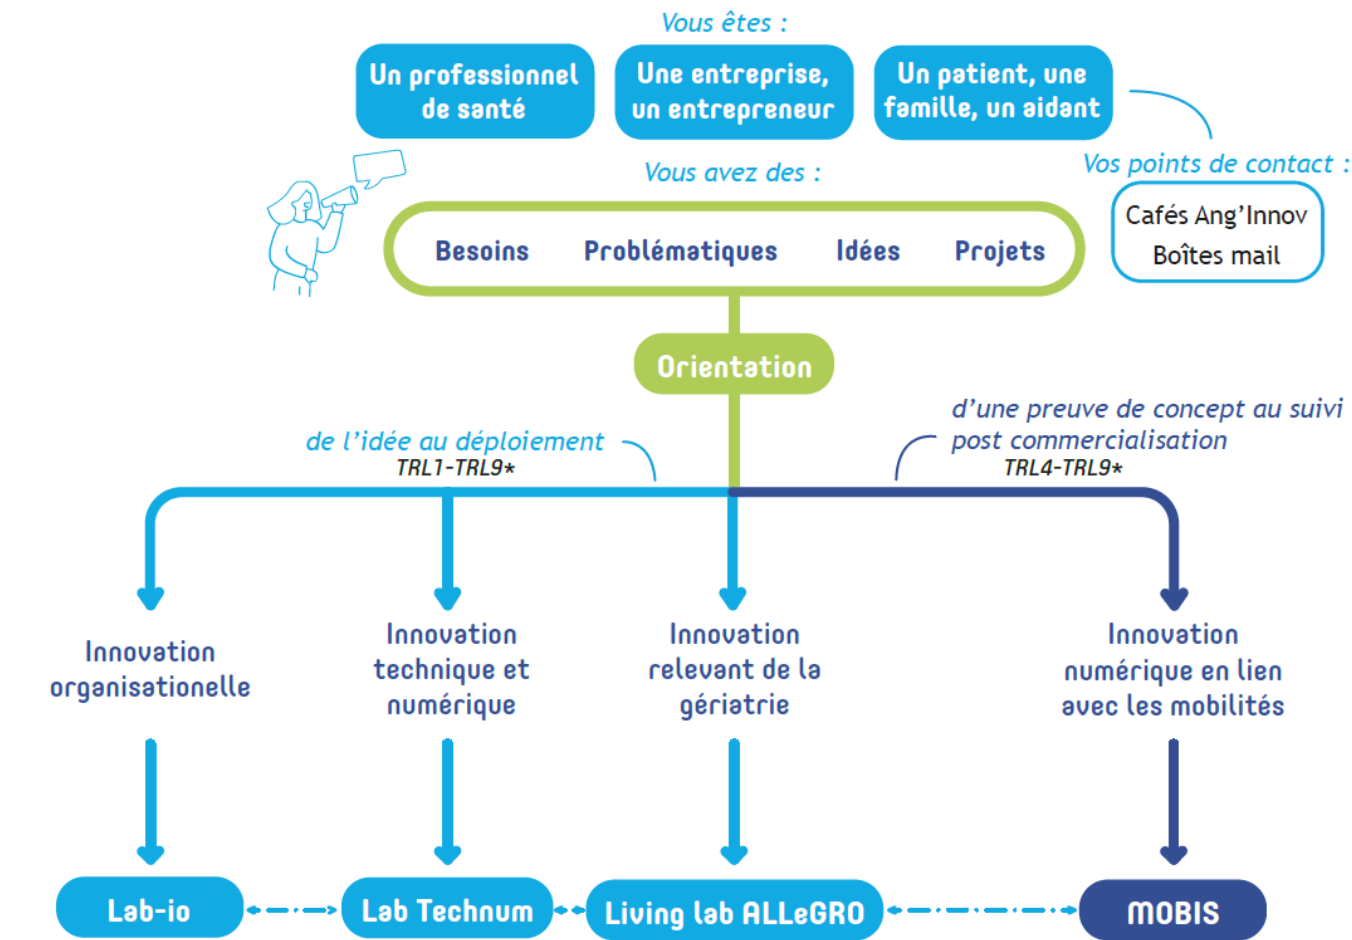 Vous êtes :
Un professionnel
de santé
Une entreprise,
un entrepreneur
Un patient, une
famille, un aidant
Vos points de contact :
Cafés Ang'Innov
Boîtes mail
Vous avez des :
Besoins
Problématiques
Idées
Projets
Orientation
de l'idée au déploiement
TRL1-TRL9*
d'une preuve de concept au suivi
post commercialisation
TRL4-TRL9*
Innovation
organisationelle
Innovation
technique et
numérique
Innovation
relevant de la
gériatrie
Innovation
numérique en lien
avec les mobilités
Lab-io
Lab Technum
Living lab ALLeGRO
MOBIS